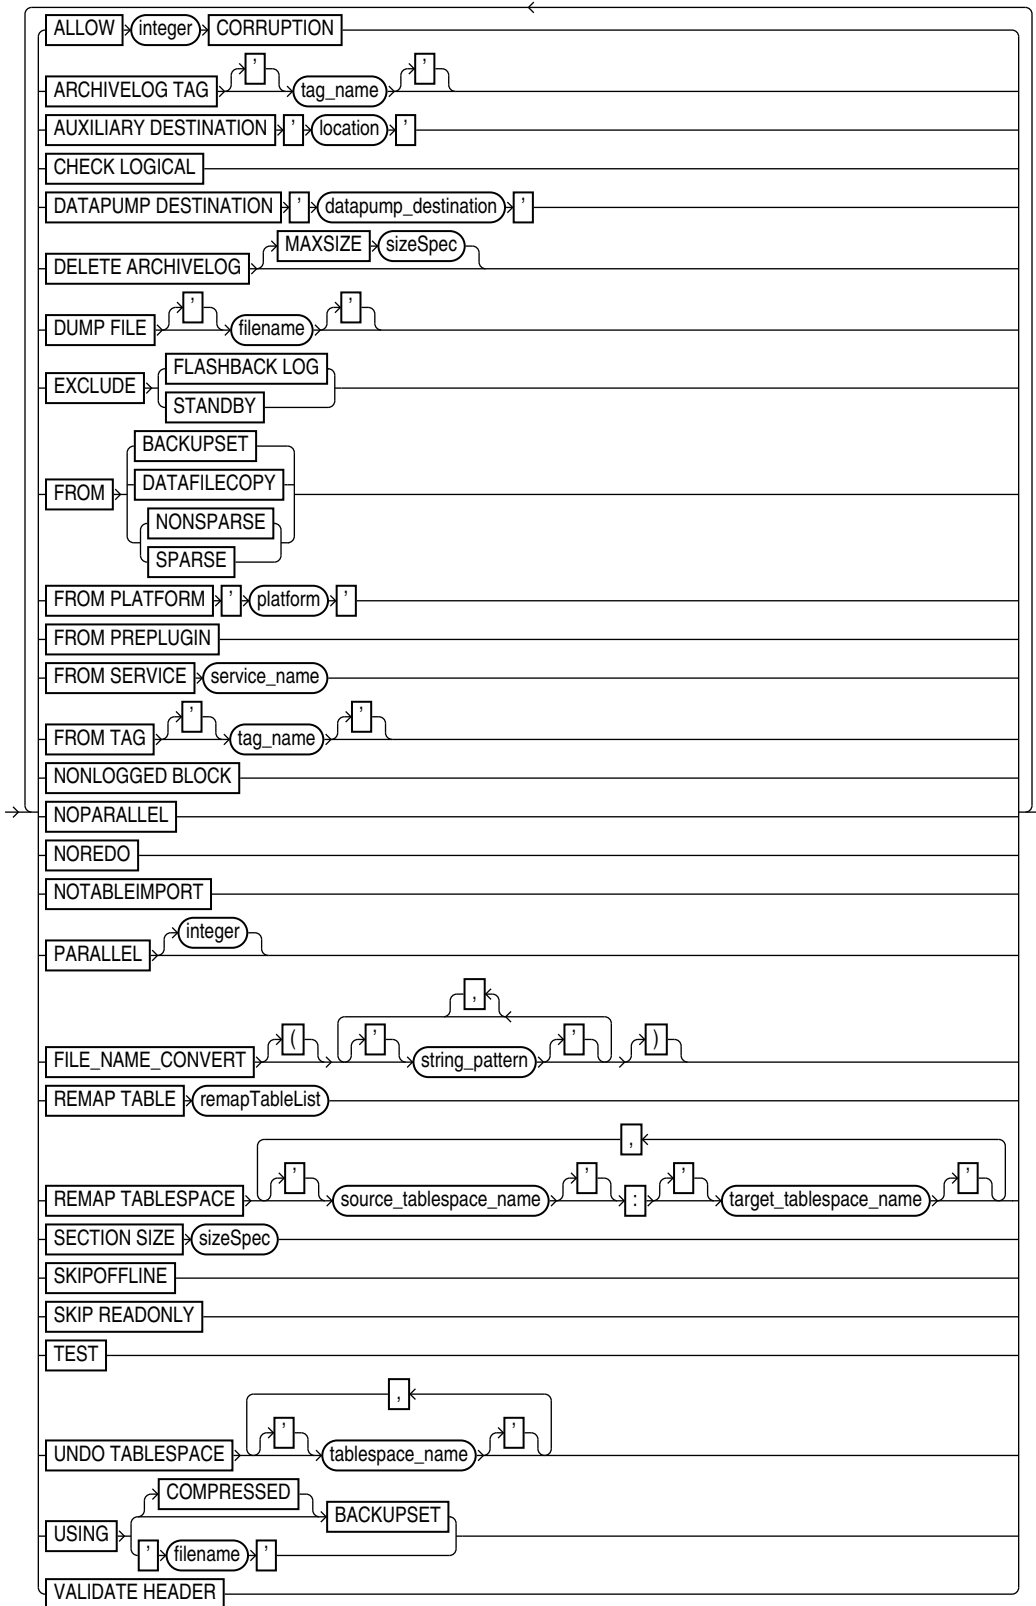 ALLOW integer CORRUPTION
ARCHIVELOG TAG ' tag_name '
AUXILIARY DESTINATION ' location '
CHECK LOGICAL
DATAPUMP DESTINATION ' datapump_destination '
DELETE ARCHIVELOG MAXSIZE sizeSpec
DUMP FILE ' filename '
EXCLUDE FLASHBACK LOG
STANDBY
BACKUPSET
DATAFILECOPY
FROM
NONSPARSE
SPARSE
FROM PLATFORM ' platform '
FROM PREPLUGIN
FROM SERVICE service_name
FROM TAG ' tag_name '
NONLOGGED BLOCK
NOPARALLEL
NOREDO
NOTABLEIMPORT
PARALLEL integer
,
FILE_NAME_CONVERT ( ' string_pattern ' )
REMAP TABLE remapTableList
,
REMAP TABLESPACE ' source_tablespace_name ' : ' target_tablespace_name '
SECTION SIZE sizeSpec
SKIPOFFLINE
SKIP READONLY
TEST
,
UNDO TABLESPACE ' tablespace_name '
COMPRESSED
BACKUPSET
USING
' filename '
VALIDATE HEADER